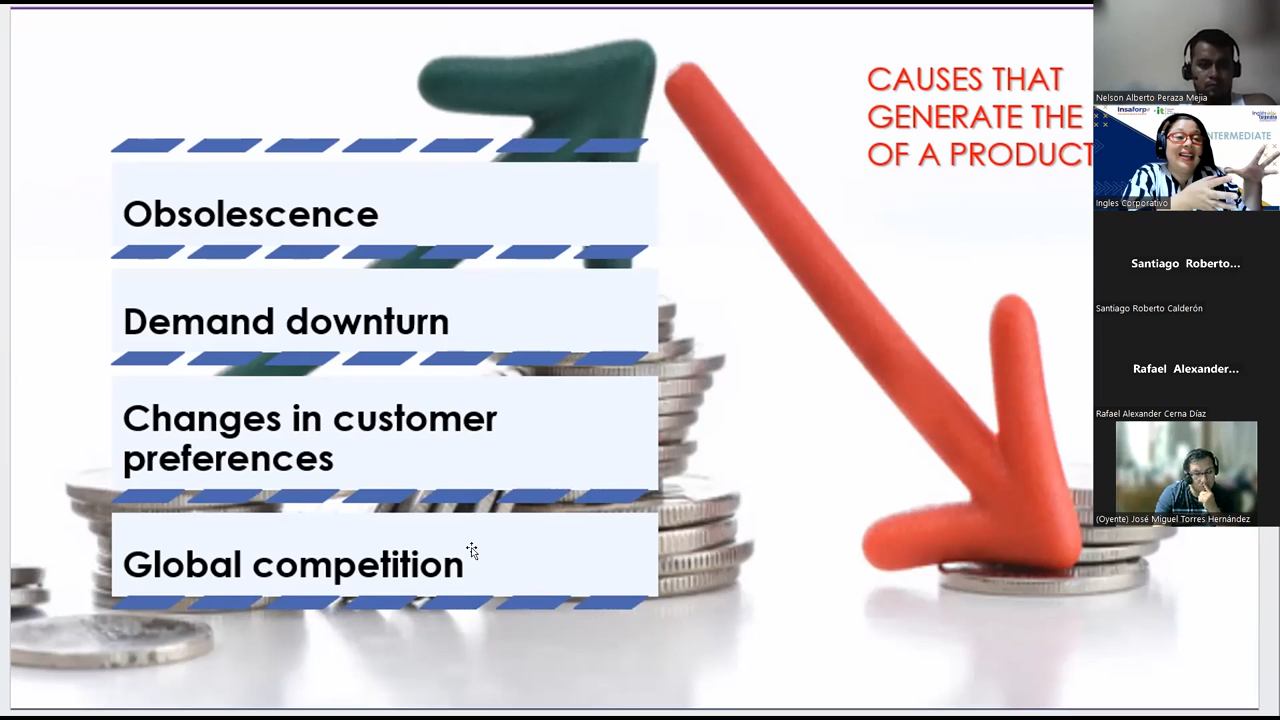 CAUSES THAT
GENERATE THE
OF A PRODUCT
Obsolescence
Demand downturn
Changes in customer
preferences
Global competition
Nelson Alberto Peraza Mejia
Insaforp
INTERMEDIATE
Ingles Corporativo
Santiago Roberto...
Santiago Roberto Calderón
Rafael Alexander...
Rafael Alexander Cerna Díaz
(Oyente) José Miguel Torres Hernández